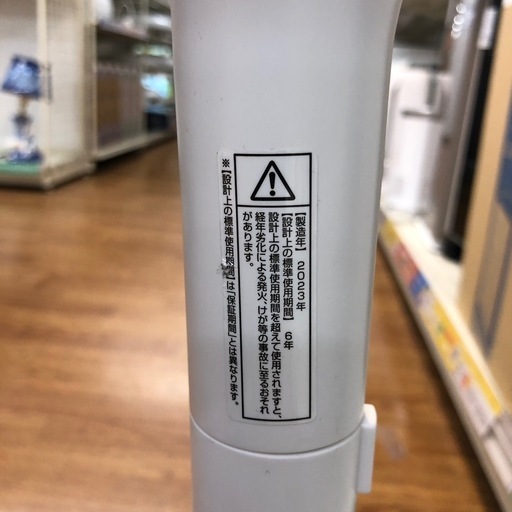 【製造年】 2023年
【設計上の標準使用期間】 6年
設計上の標準使用期間を超えて使用されますと、
経年劣化による発火、けが等の事故に至るおそれ
があります。
※【設計上の標準使用期間】は「保証期間」とは異なります。